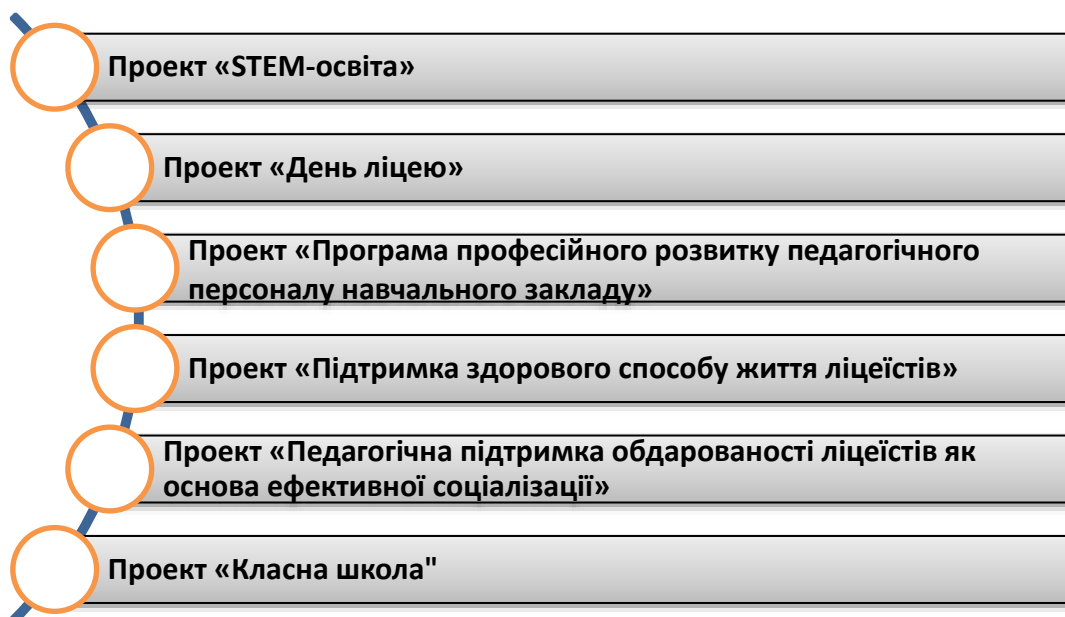 Проект «STEM-освіта»
Проект «День ліцею»
Проект «Програма професійного розвитку педагогічного
персоналу навчального закладу»
Проект «Підтримка здорового способу життя ліцеїстів»
Проект «Педагогічна підтримка обдарованості ліцеїстів як
основа ефективної соціалізації»
Проект «Класна школа"